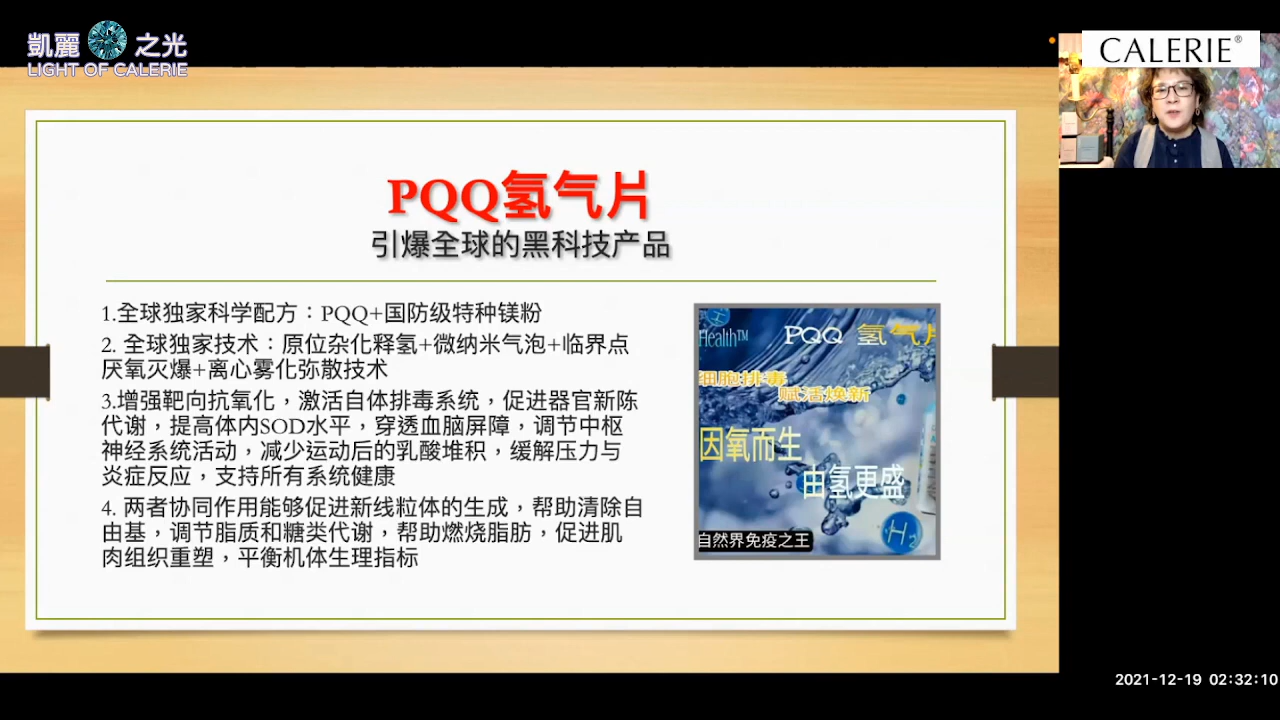 凱麗 之光
LIGHT OF CALERIE
CALERIE®
PQQ氢气片
引爆全球的黑科技产品
1.全球独家科学配方：PQQ+国防级特种镁粉
2. 全球独家技术：原位杂化释氢+微纳米气泡+临界点
厌氧灭爆+离心雾化弥散技术
3.增强靶向抗氧化，激活自体排毒系统，促进器官新陈
代谢，提高体内SOD水平，穿透血脑屏障，调节中枢
神经系统活动，减少运动后的乳酸堆积，缓解压力与
炎症反应，支持所有系统健康
4. 两者协同作用能够促进新线粒体的生成，帮助清除自
由基，调节脂质和糖类代谢，帮助燃烧脂肪，促进肌
肉组织重塑，平衡机体生理指标
Health™
PQQ 氢气片
细胞排毒
赋活焕新
因氧而生
由氢更盛
H2
自然界免疫之王
2021-12-19 02:32:10